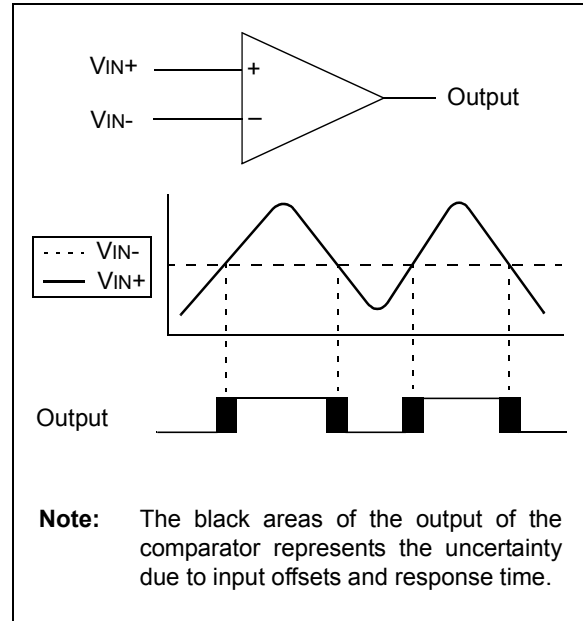 VIN+
+
Output
VIN-
–
VIN-
VIN+
Output
Note: The black areas of the output of the
comparator represents the uncertainty
due to input offsets and response time.